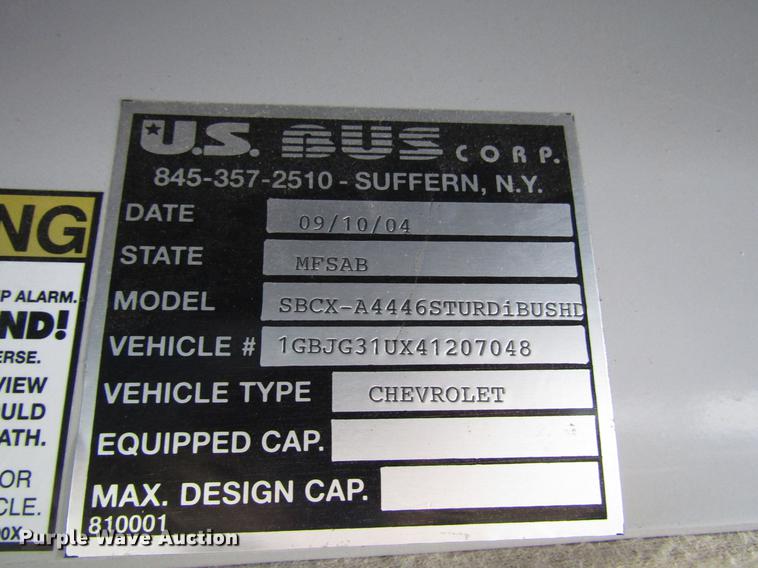 U.S. BUS CORP.
845-357-2510 - SUFFERN, N.Y.
DATE 09/10/04
STATE MFSAB
MODEL SBCX-A4446STURDiBUSHD
VEHICLE # 1GBJG31UX41207048
VEHICLE TYPE CHEVROLET
EQUIPPED CAP.
MAX. DESIGN CAP.
810001
NG
P ALARM.
ND!
ERSE.
VIEW
ULD
ATH.
OR
CLE.
00X
Purple Wave Auction